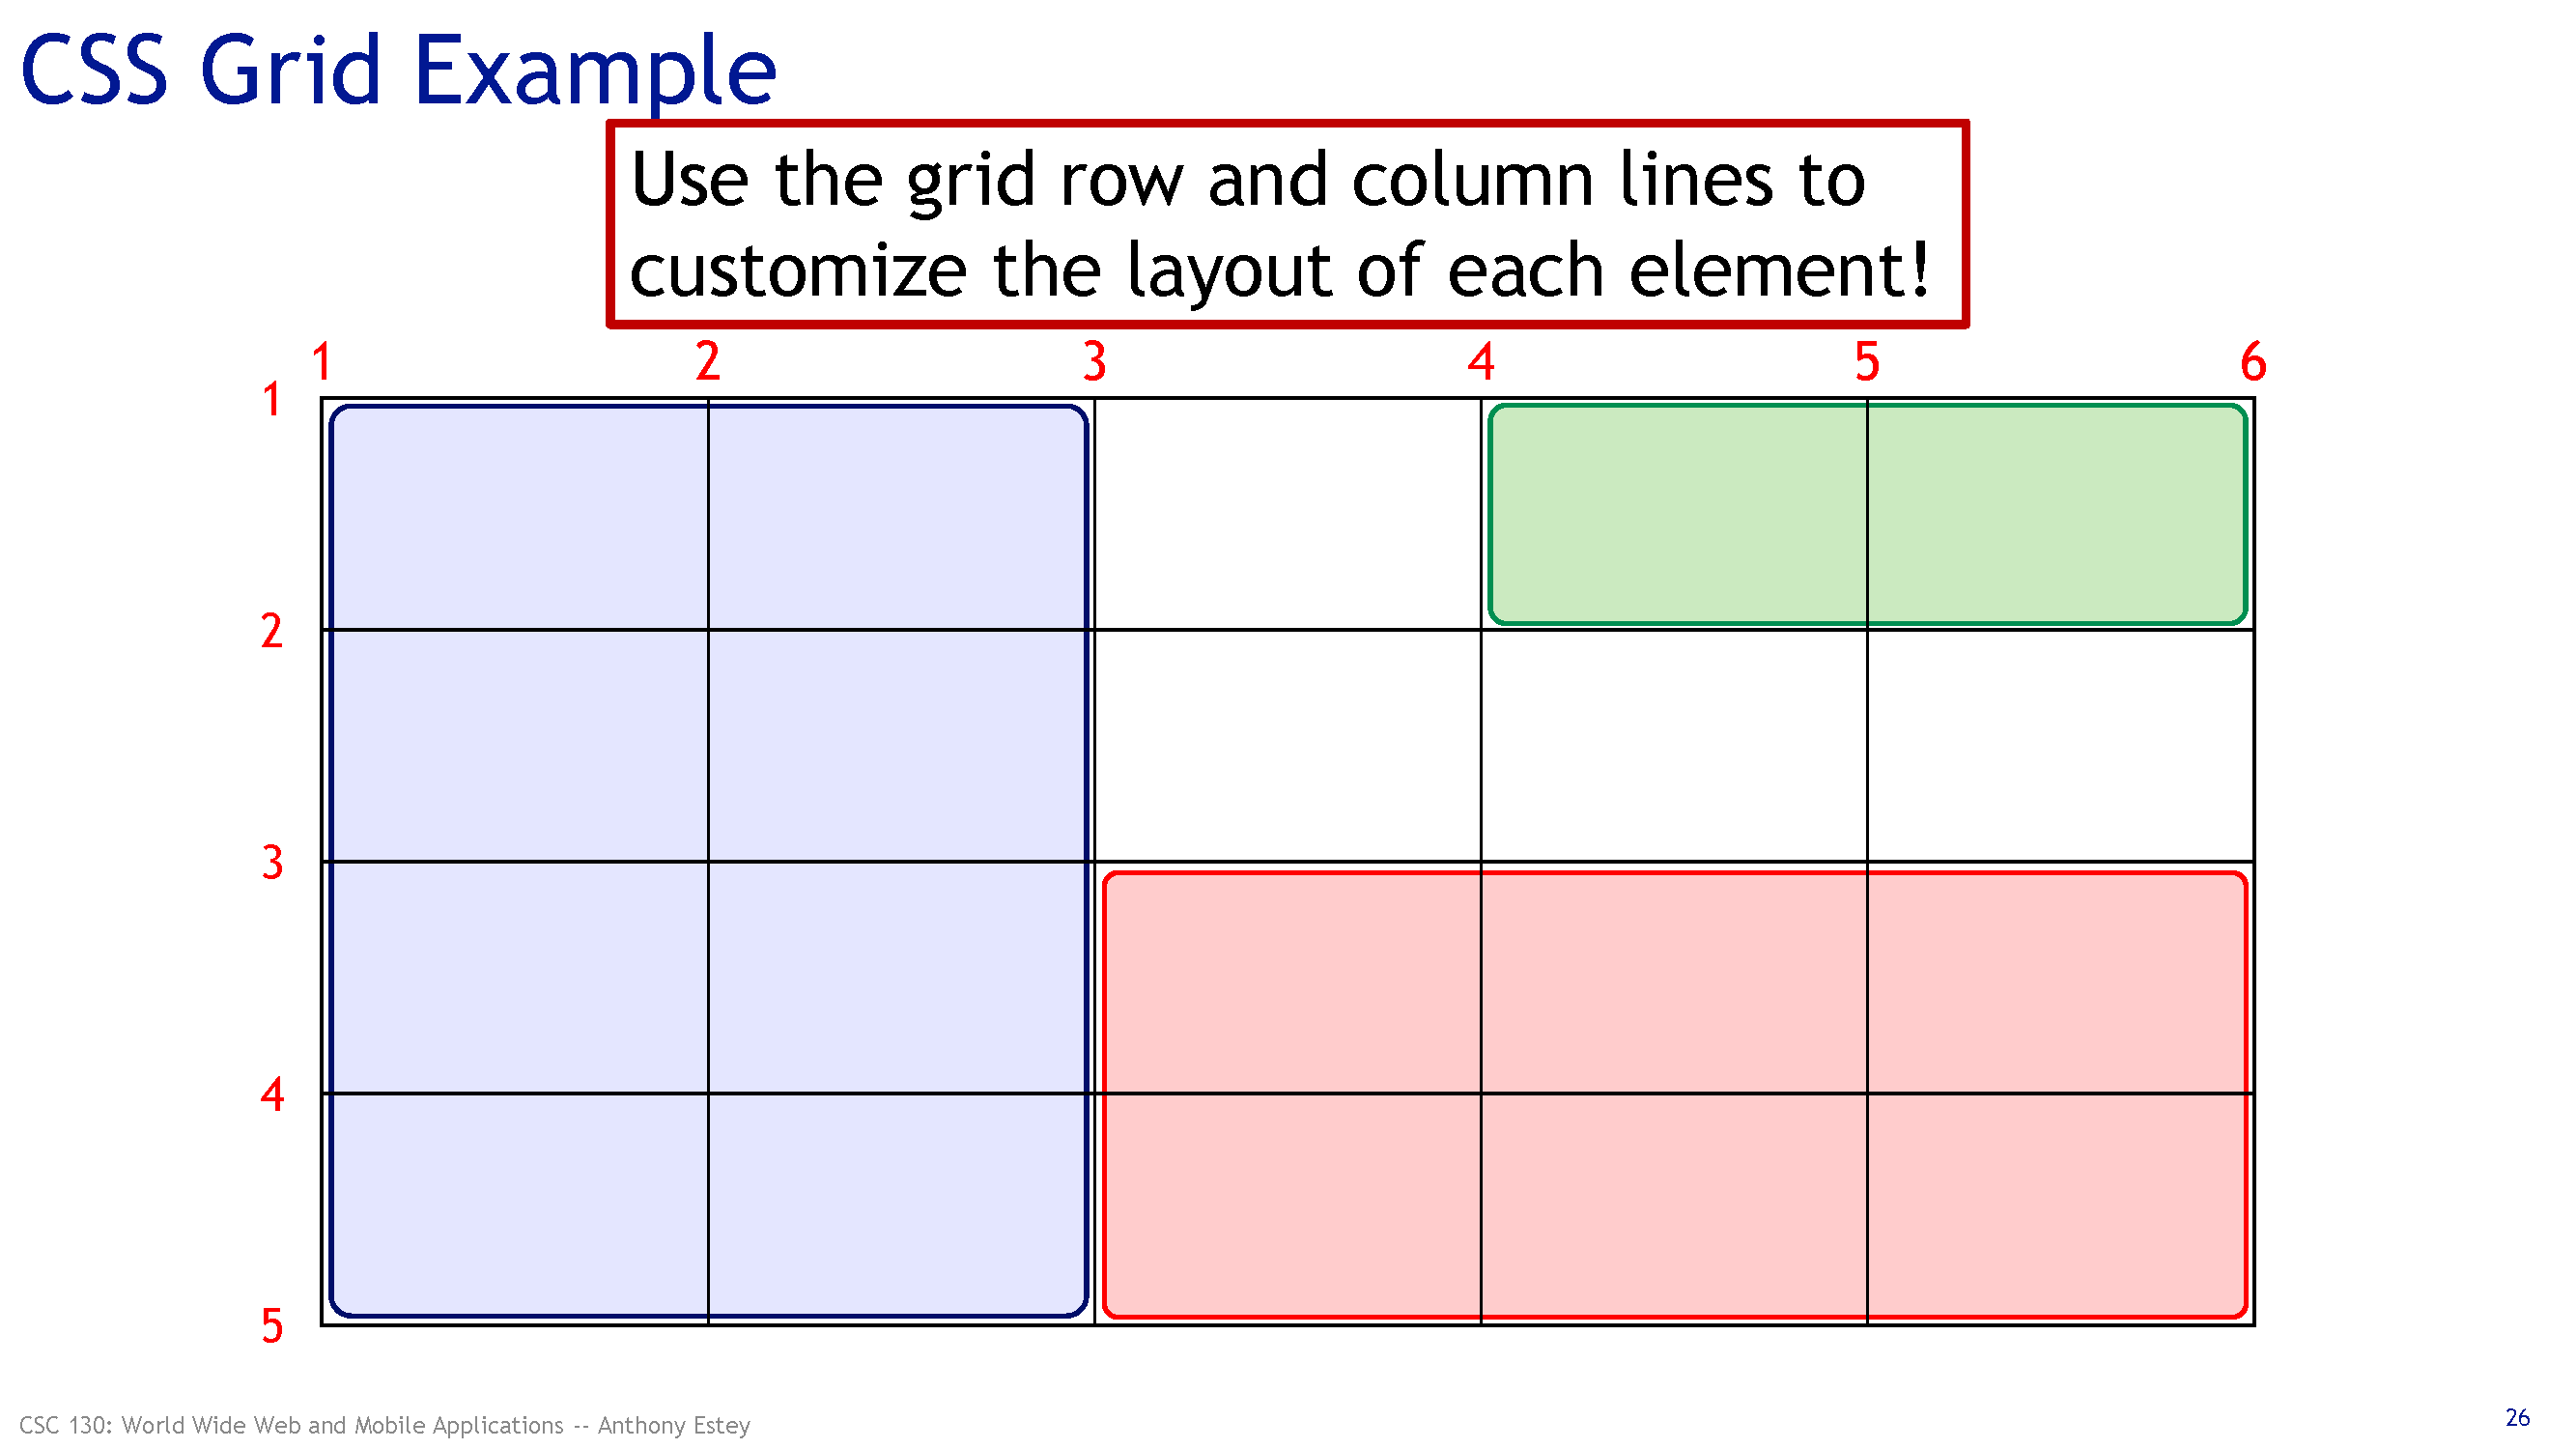 CSS Grid Example
Use the grid row and column lines to
customize the layout of each element!
1 2 3 4 5 6
1
2
3
4
5
CSC 130: World Wide Web and Mobile Applications -- Anthony Estey
26